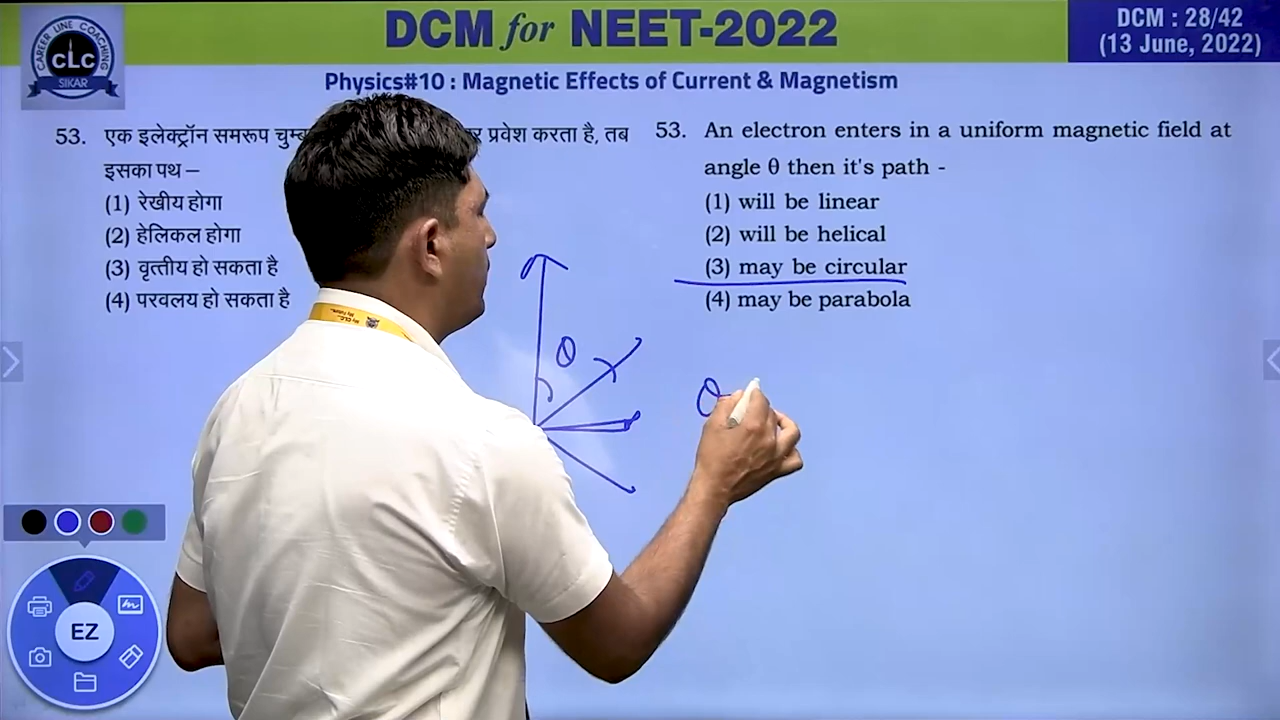 DCM for NEET-2022
DCM : 28/42
(13 June, 2022)
CAREER LINE COACHING
CLC
SIKAR
Physics#10 : Magnetic Effects of Current & Magnetism
53. एक इलेक्ट्रॉन समरूप प्रवेश करता है, तब
इसका पथ –
(1) रेखीय होगा
(2) हेलिकल होगा
(3) वृत्तीय हो सकता है
(4) परवलय हो सकता है
53. An electron enters in a uniform magnetic field at
angle θ then it's path -
(1) will be linear
(2) will be helical
(3) may be circular
(4) may be parabola
θ
θ
EZ